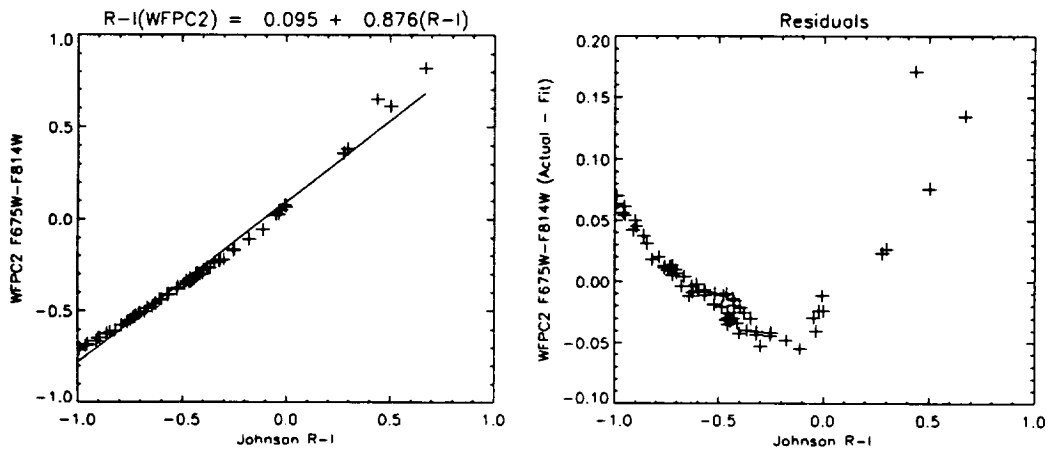 R-I(WFPC2) = 0.095 + 0.876(R-I)
1.0
0.5
0.0
-0.5
-1.0
WFPC2 F675W-F814W
-1.0 -0.5 0.0 0.5 1.0
Johnson R-I
Residuals
0.20
0.15
0.10
0.05
0.00
-0.05
-0.10
WFPC2 F675W-F814W (Actual - Fit)
-1.0 -0.5 0.0 0.5 1.0
Johnson R-I